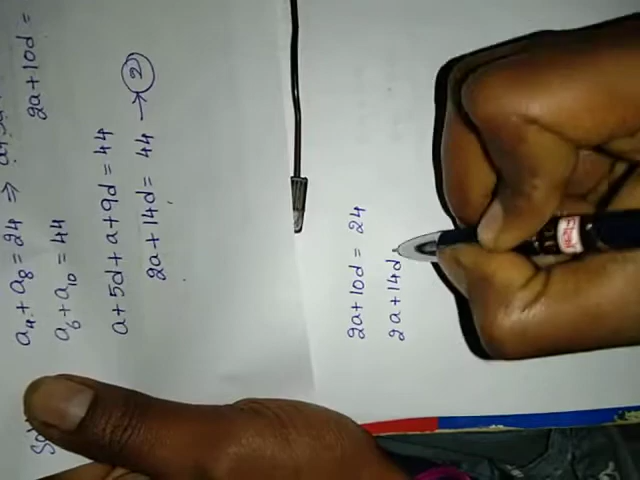 a₄ + a₈ = 24 ⇒
2a + 10d =
a₆ + a₁₀ = 44
a + 5d + a + 9d = 44
2a + 14d = 44 → ②
2a + 10d = 24
2a + 14d